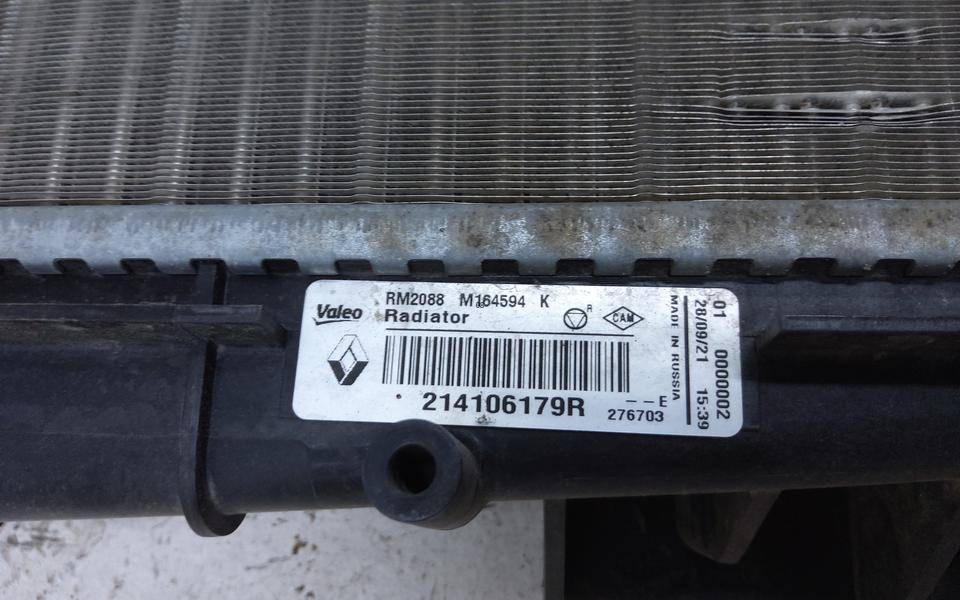 Valeo
RM2088 M164594 K
Radiator
R
CAM
214106179R
--E
276703
MADE IN RUSSIA
01 0000002
28/09/21 15:39